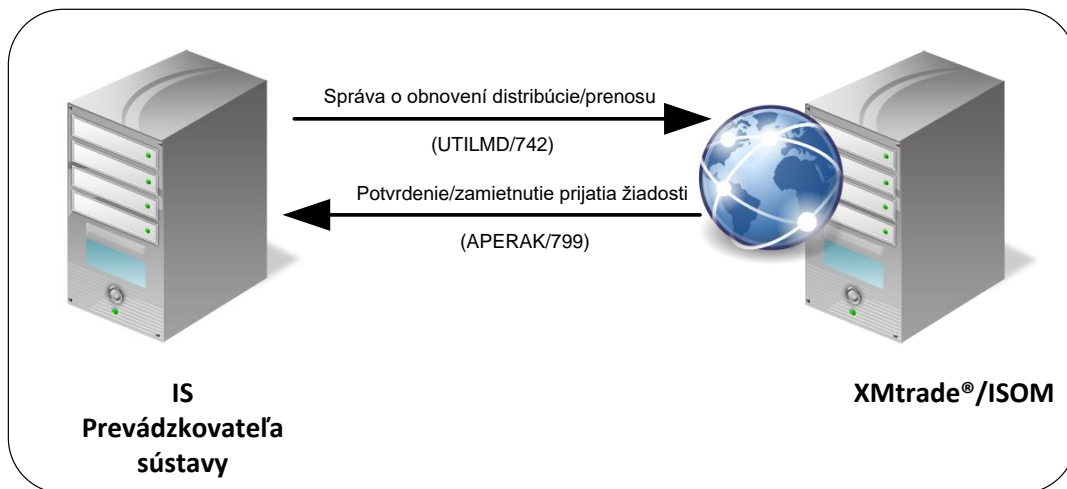 Správa o obnovení distribúcie/prenosu
(UTILMD/742)
Potvrdenie/zamietnutie prijatia žiadosti
(APERAK/799)
IS
Prevádzkovateľa
sústavy
XMtrade®/ISOM